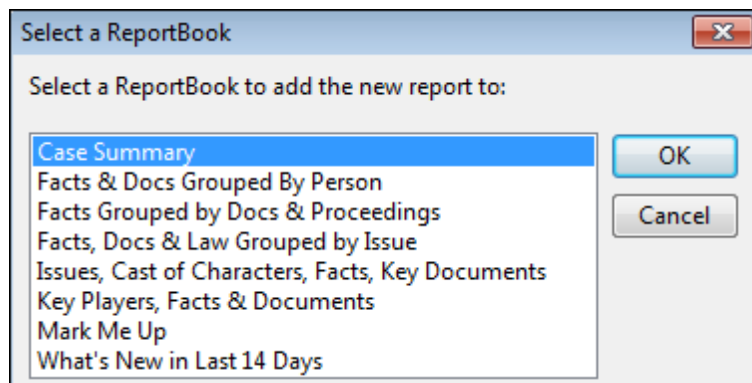 Select a ReportBook
Select a ReportBook to add the new report to:
Case Summary
Facts & Docs Grouped By Person
Facts Grouped by Docs & Proceedings
Facts, Docs & Law Grouped by Issue
Issues, Cast of Characters, Facts, Key Documents
Key Players, Facts & Documents
Mark Me Up
What's New in Last 14 Days
OK
Cancel